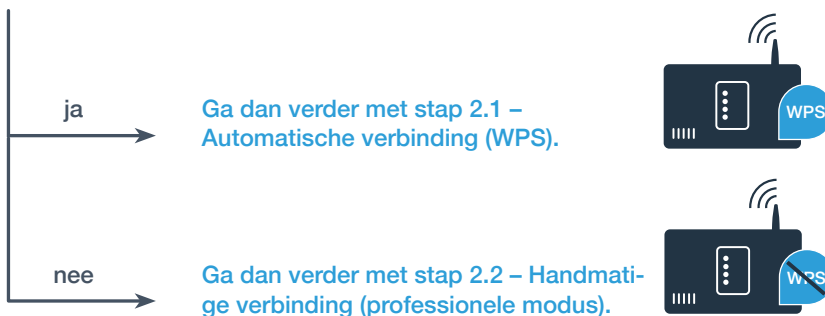 ja
Ga dan verder met stap 2.1 –
Automatische verbinding (WPS).
WPS
nee
Ga dan verder met stap 2.2 – Handmati-
ge verbinding (professionele modus).
WPS